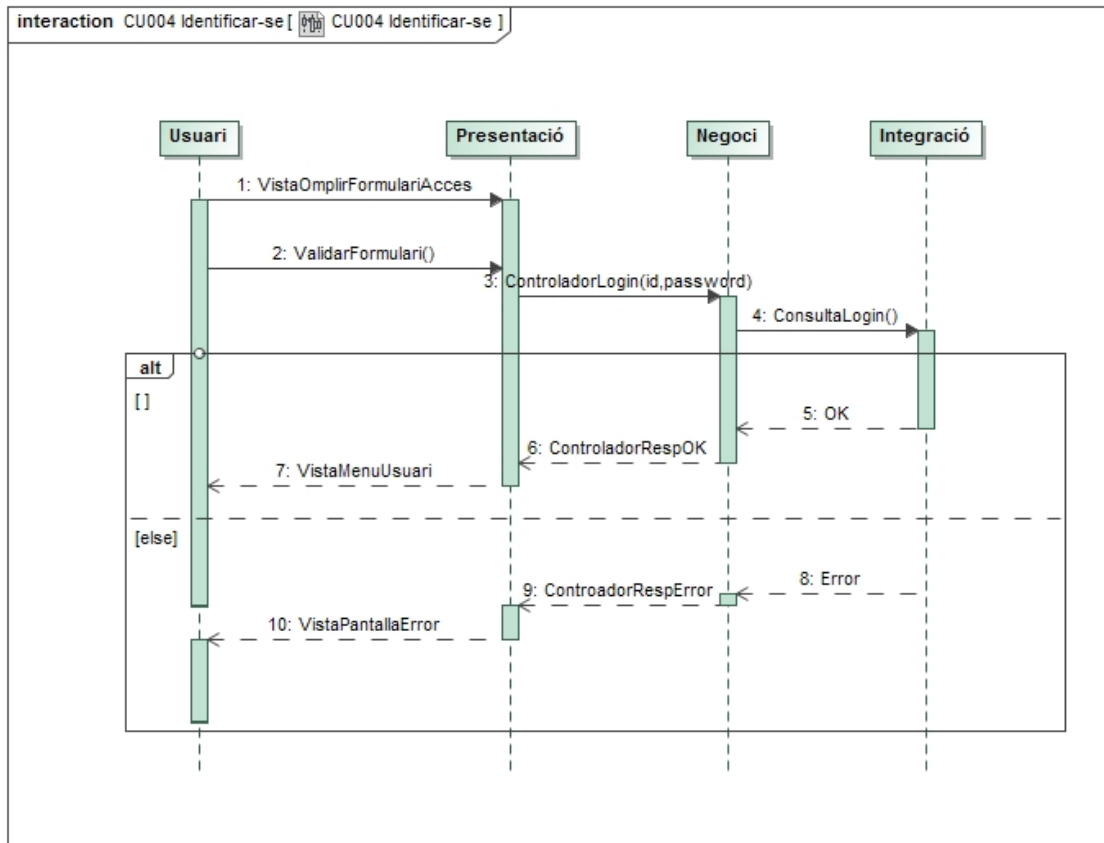 interaction CU004 Identificar-se [ CU004 Identificar-se ]
Usuari
Presentació
Negoci
Integració
1: VistaOmplirFormulariAcces
2: ValidarFormulari()
3: ControladorLogin(id,password)
4: ConsultaLogin()
alt
[ ]
5: OK
6: ControladorRespOK
7: VistaMenuUsuari
[else]
8: Error
9: ControadorRespError
10: VistaPantallaError